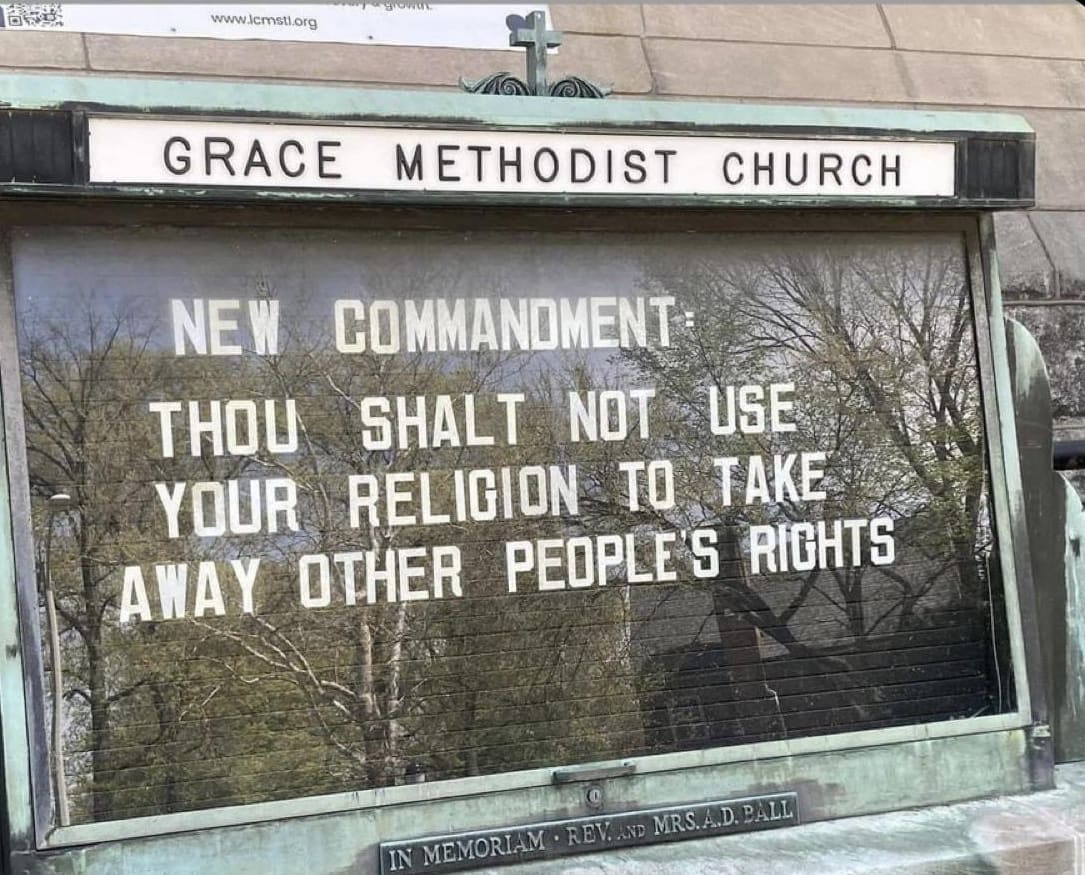 www.lcmstl.org
GRACE METHODIST CHURCH
NEW COMMANDMENT:
THOU SHALT NOT USE
YOUR RELIGION TO TAKE
AWAY OTHER PEOPLE'S RIGHTS
IN MEMORIAM · REV. AND MRS. A.D. BALL